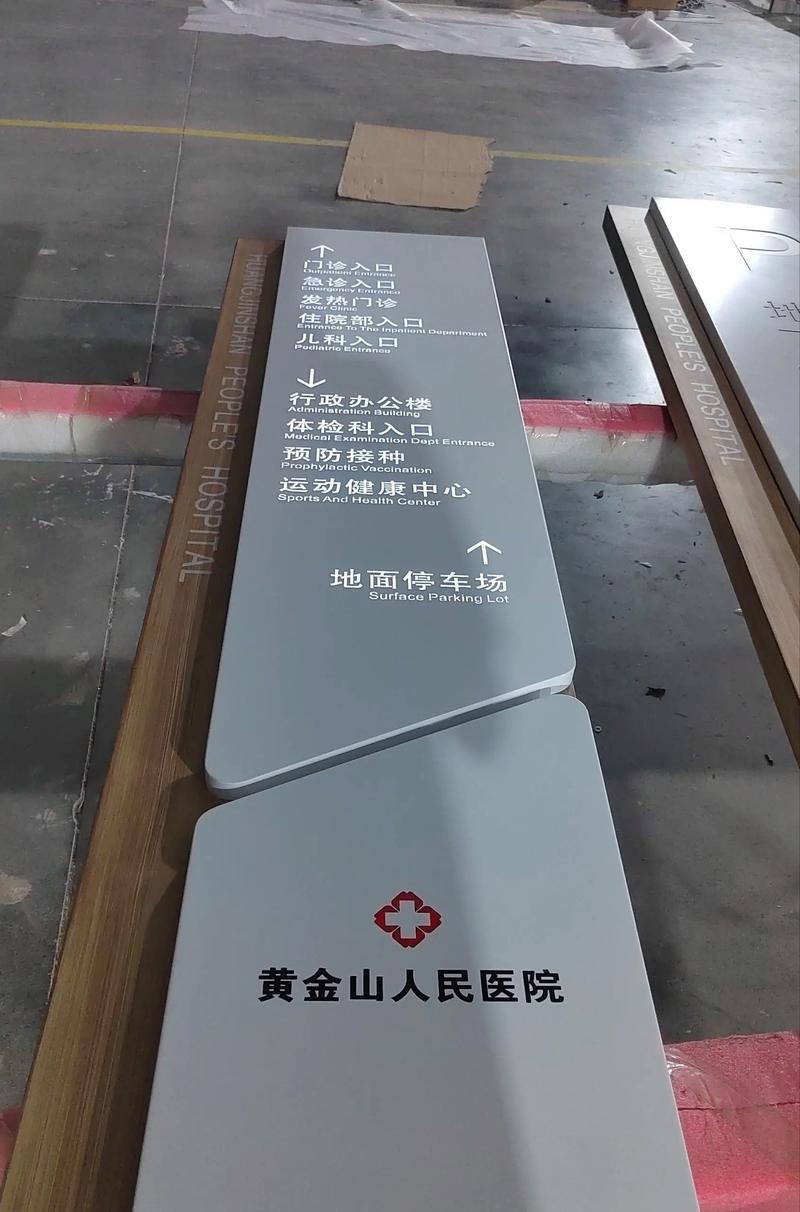 ↑
门诊入口
Outpatient Entrance
急诊入口
Emergency Entrance
发热门诊
Fever Clinic
住院部入口
Entrance To The Inpatient Department
儿科入口
Pediatric Entrance
↓
行政办公楼
Administration Building
体检科入口
Medical Examination Dept Entrance
预防接种
Prophylactic Vaccination
运动健康中心
Sports And Health Center
↑
地面停车场
Surface Parking Lot
黄金山人民医院
HUANGJINSHAN PEOPLE'S HOSPITAL
PEOPLE'S HOSPITAL
P
地